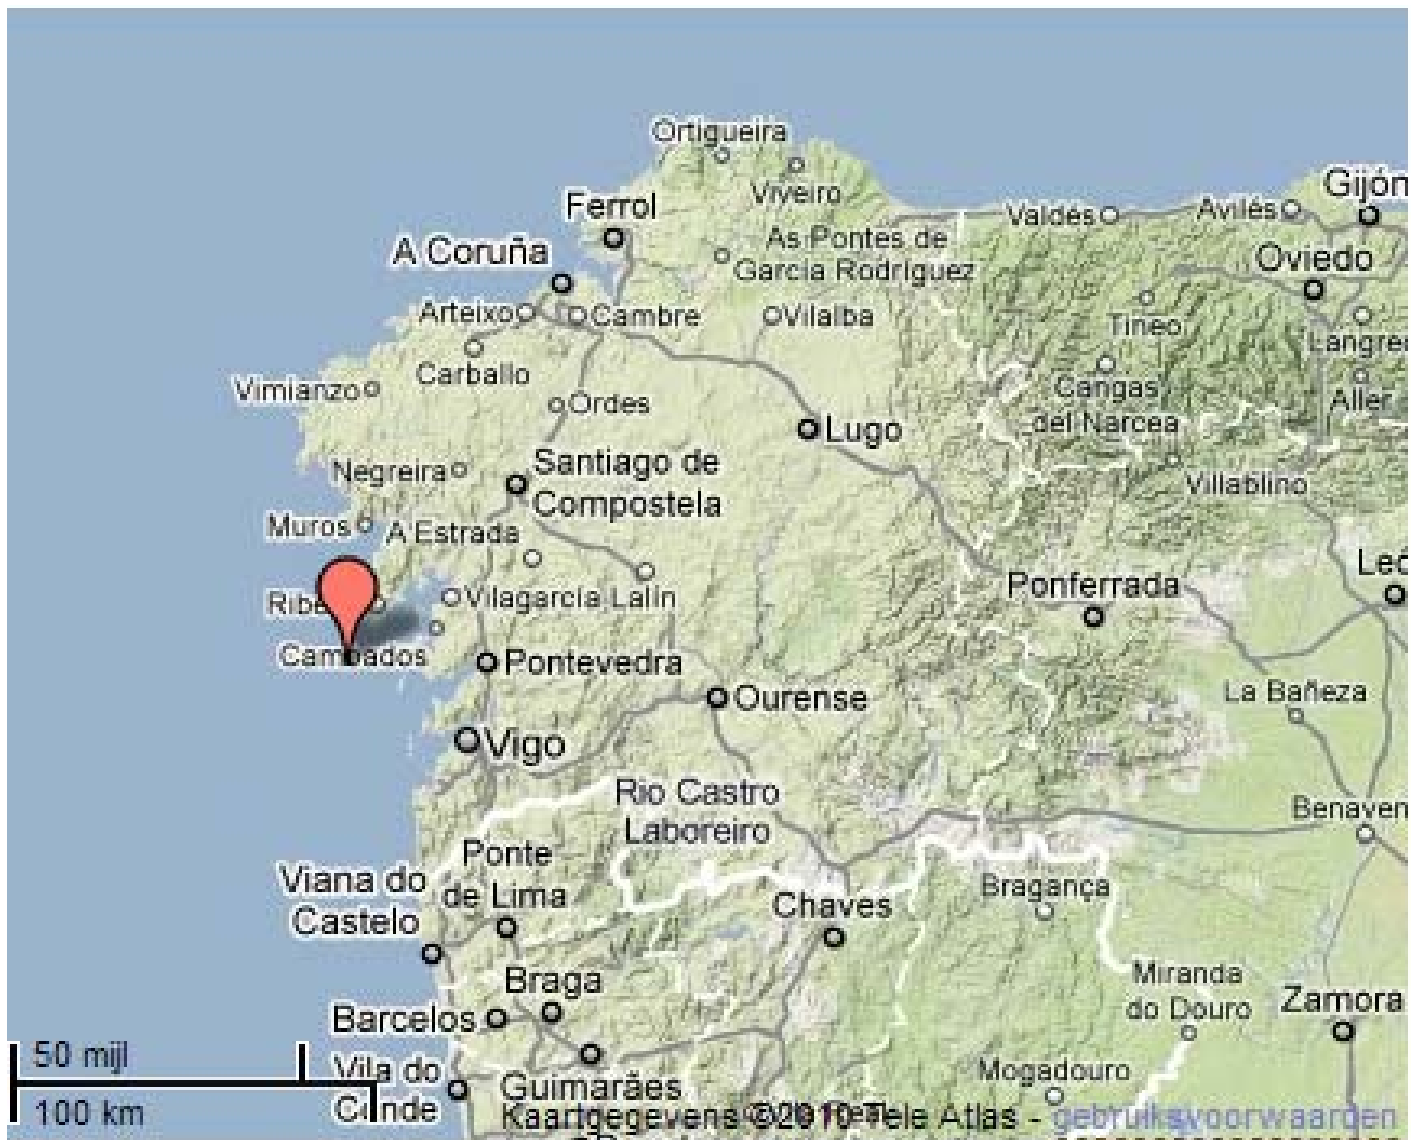 Ortigueira
Viveiro
Ferrol
Gijón
Valdés
Avilés
A Coruña
As Pontes de
García Rodríguez
Oviedo
Arteixo
Cambre
Vilalba
Tineo
Langre
Carballo
Vimianzo
Ordes
Cangas
del Narcea
Aller
Lugo
Negreira
Santiago de
Compostela
Villablino
Muros
A Estrada
Ponferrada
Vilagarcía
Lalín
Cambados
Pontevedra
Ourense
La Bañeza
Vigo
Rio Castro
Laboreiro
Benaven
Ponte
de Lima
Viana do
Castelo
Chaves
Bragança
Braga
Miranda
do Douro
Zamora
Barcelos
50 mijl
Vila do
Conde
Guimarães
Mogadouro
100 km
Kaartgegevens ©2010 Tele Atlas - gebruiksvoorwaarden